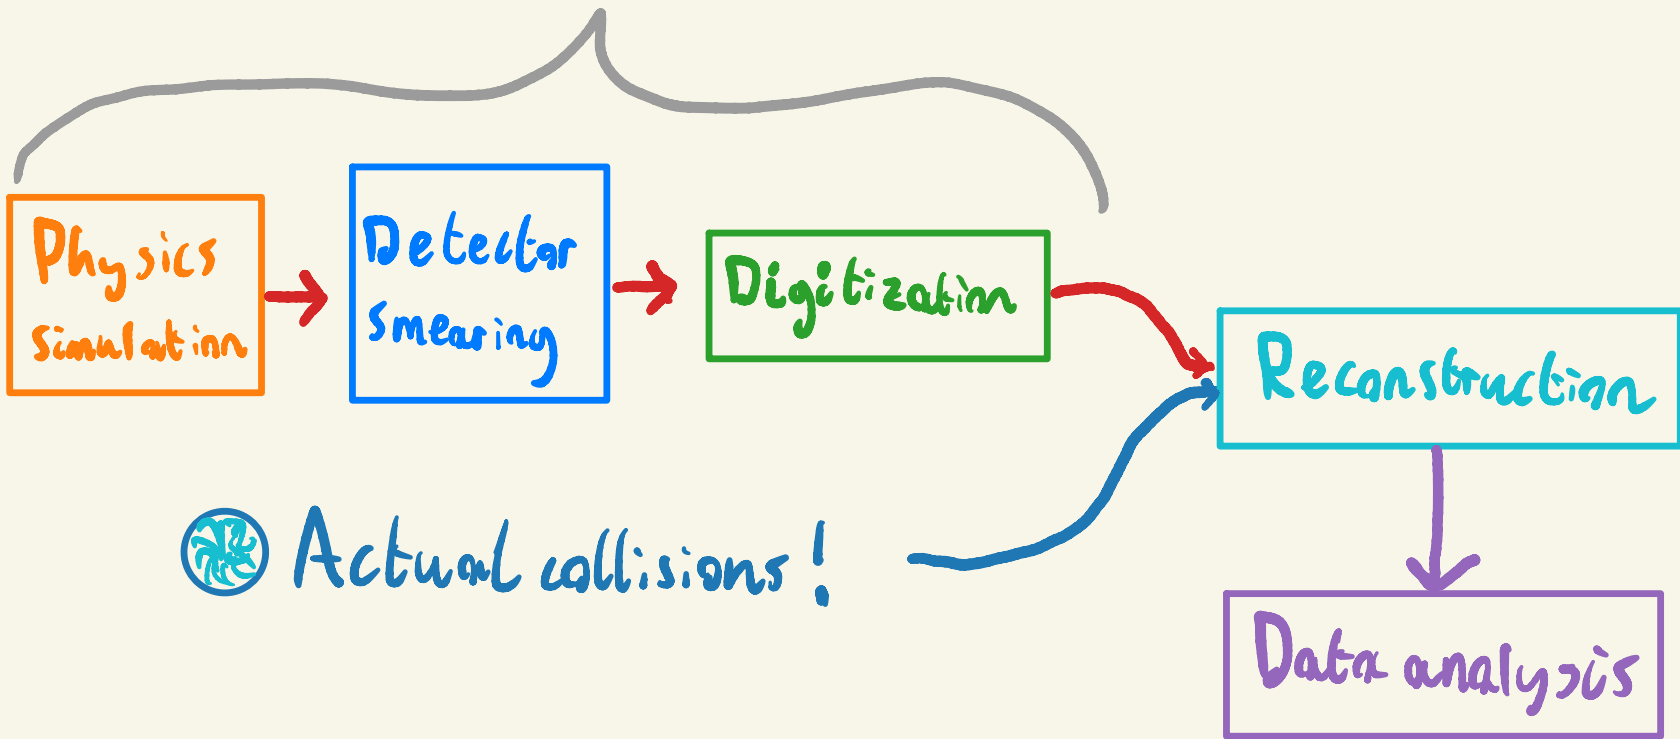 Physics
simulation
Detector
smearing
Digitization
Reconstruction
Actual collisions!
Data analysis